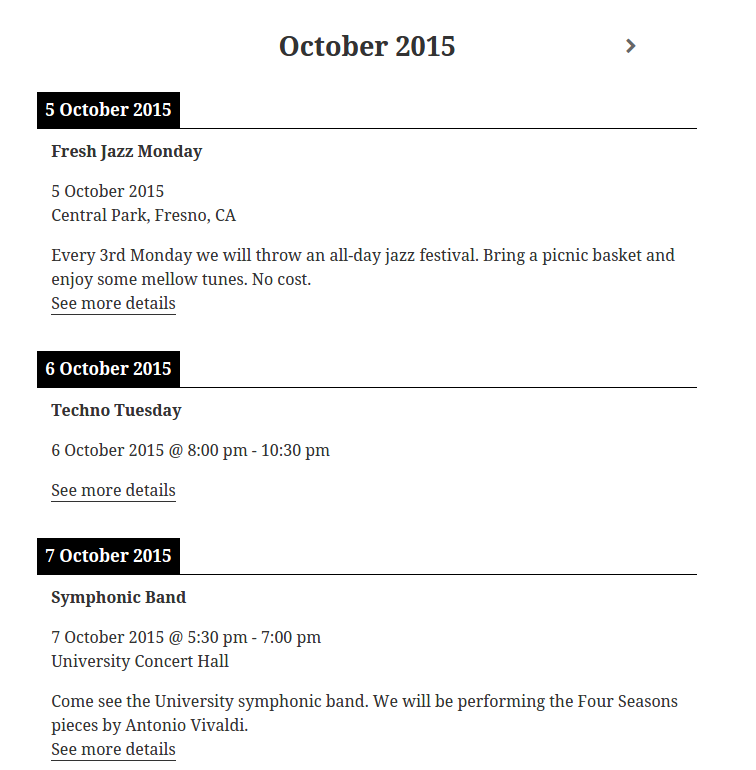 October 2015
5 October 2015
Fresh Jazz Monday
5 October 2015
Central Park, Fresno, CA
Every 3rd Monday we will throw an all-day jazz festival. Bring a picnic basket and
enjoy some mellow tunes. No cost.
See more details
6 October 2015
Techno Tuesday
6 October 2015 @ 8:00 pm - 10:30 pm
See more details
7 October 2015
Symphonic Band
7 October 2015 @ 5:30 pm - 7:00 pm
University Concert Hall
Come see the University symphonic band. We will be performing the Four Seasons
pieces by Antonio Vivaldi.
See more details